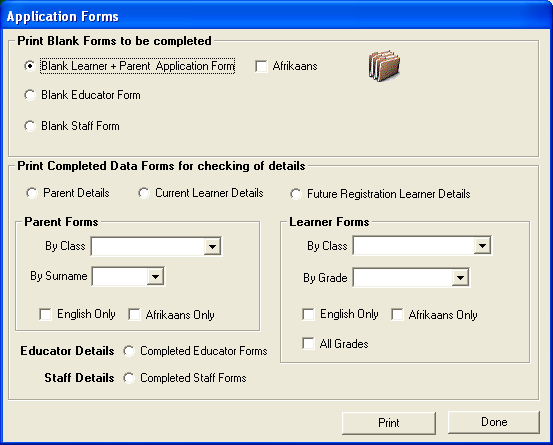 Application Forms
Print Blank Forms to be completed
Blank Learner + Parent Application Form Afrikaans
Blank Educator Form
Blank Staff Form
Print Completed Data Forms for checking of details
Parent Details Current Learner Details Future Registration Learner Details
Parent Forms
By Class
By Surname
English Only Afrikaans Only
Learner Forms
By Class
By Grade
English Only Afrikaans Only
All Grades
Educator Details Completed Educator Forms
Staff Details Completed Staff Forms
Print Done